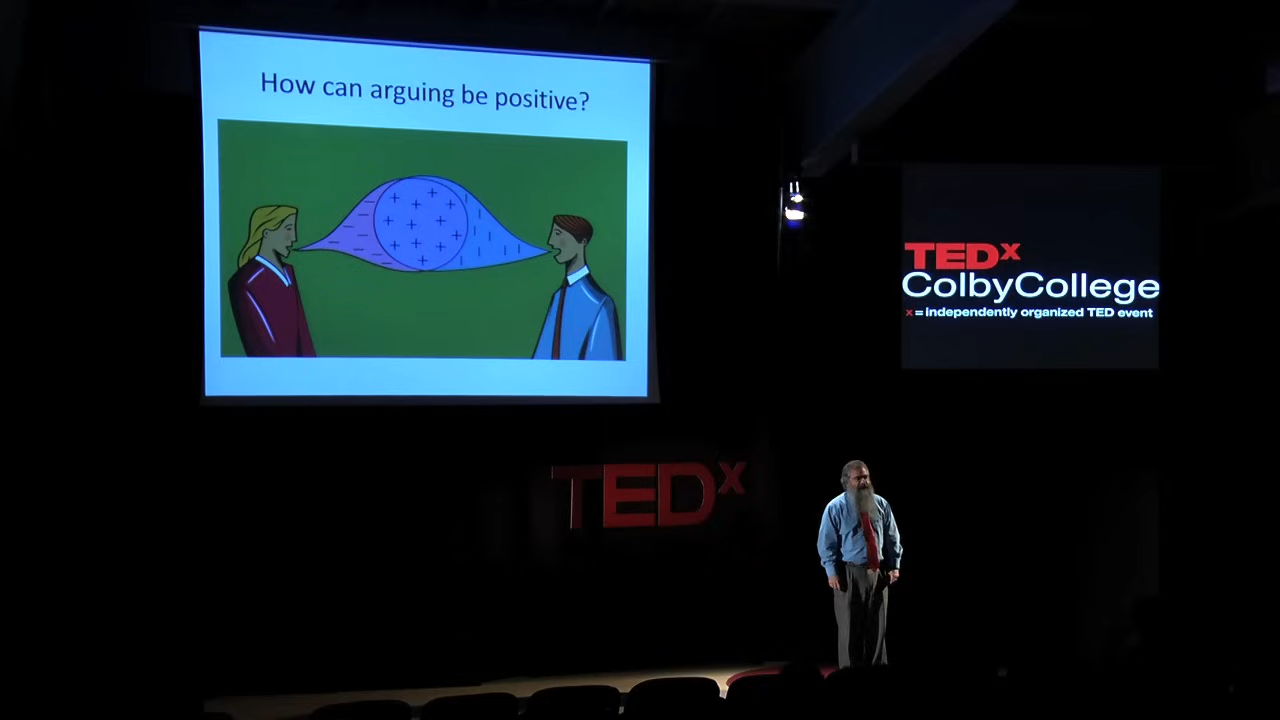 How can arguing be positive?
TEDx
ColbyCollege
x = independently organized TED event
TEDx